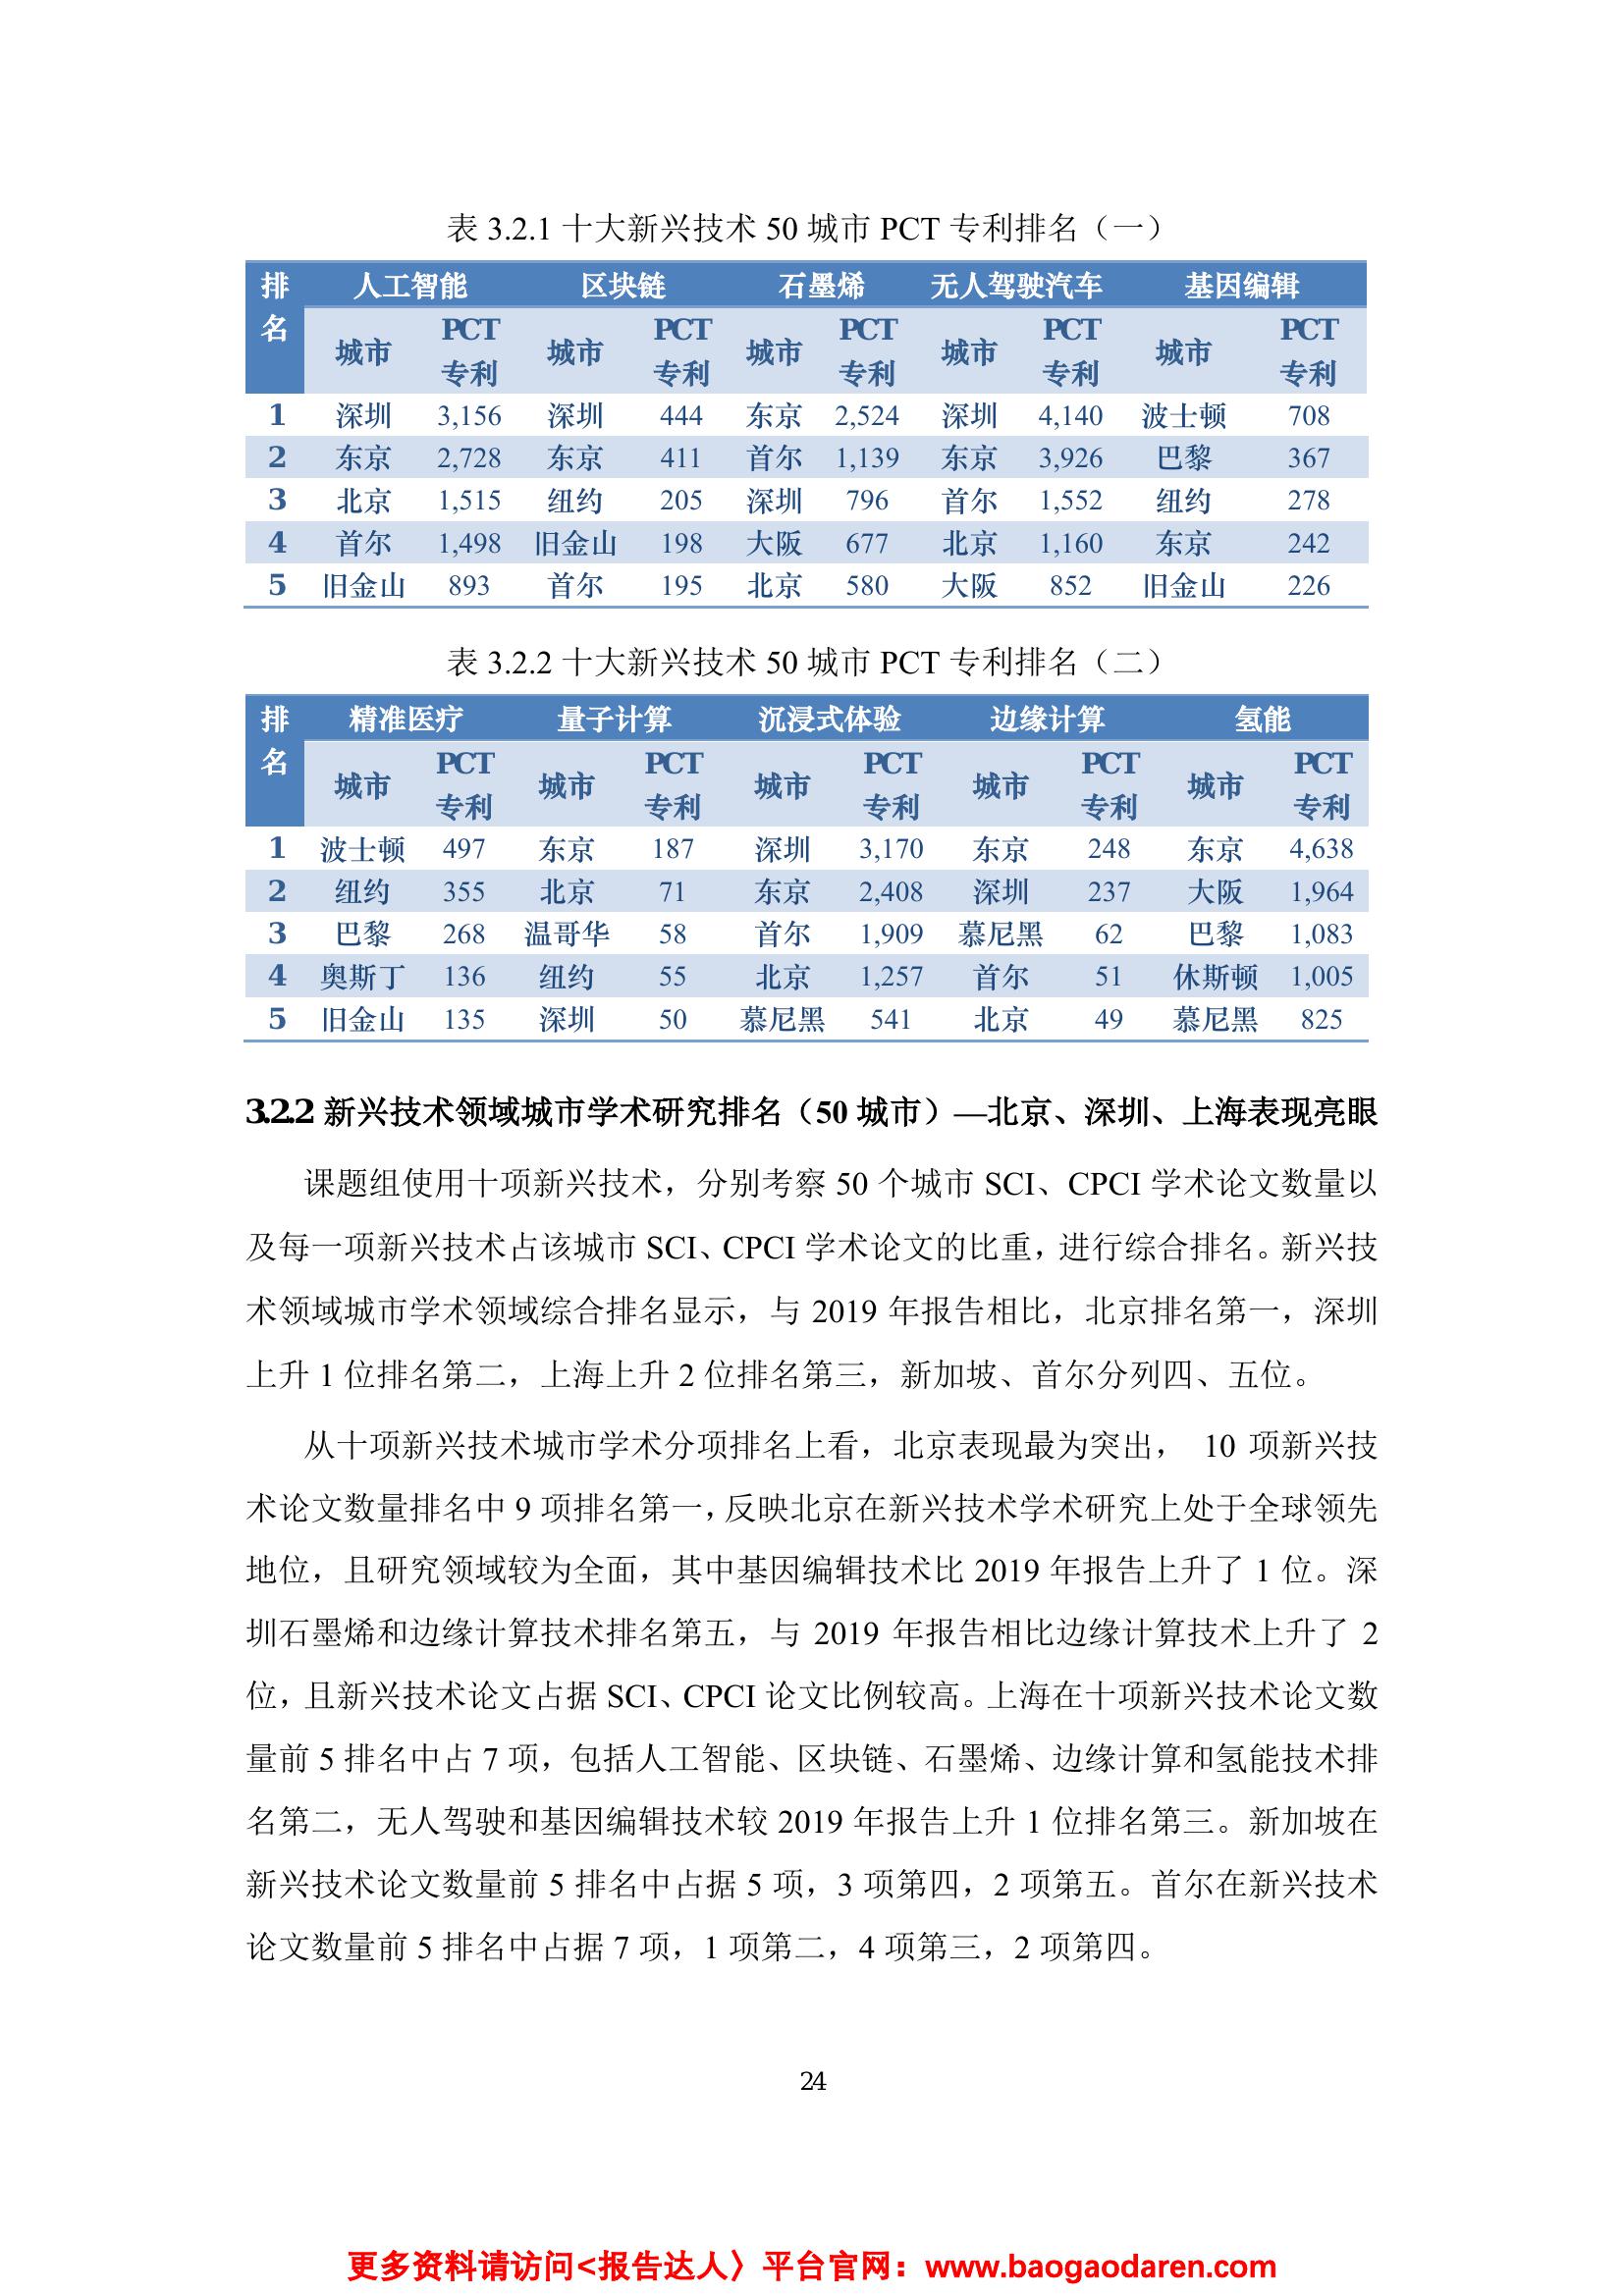 表 3.2.1 十大新兴技术 50 城市 PCT 专利排名（一）
排名 人工智能 区块链 石墨烯 无人驾驶汽车 基因编辑
城市 PCT专利 城市 PCT专利 城市 PCT专利 城市 PCT专利 城市 PCT专利
1 深圳 3,156 深圳 444 东京 2,524 深圳 4,140 波士顿 708
2 东京 2,728 东京 411 首尔 1,139 东京 3,926 巴黎 367
3 北京 1,515 纽约 205 深圳 796 首尔 1,552 纽约 278
4 首尔 1,498 旧金山 198 大阪 677 北京 1,160 东京 242
5 旧金山 893 首尔 195 北京 580 大阪 852 旧金山 226
表 3.2.2 十大新兴技术 50 城市 PCT 专利排名（二）
排名 精准医疗 量子计算 沉浸式体验 边缘计算 氢能
城市 PCT专利 城市 PCT专利 城市 PCT专利 城市 PCT专利 城市 PCT专利
1 波士顿 497 东京 187 深圳 3,170 东京 248 东京 4,638
2 纽约 355 北京 71 东京 2,408 深圳 237 大阪 1,964
3 巴黎 268 温哥华 58 首尔 1,909 慕尼黑 62 巴黎 1,083
4 奥斯丁 136 纽约 55 北京 1,257 首尔 51 休斯顿 1,005
5 旧金山 135 深圳 50 慕尼黑 541 北京 49 慕尼黑 825
3.2.2 新兴技术领域城市学术研究排名（50 城市）—北京、深圳、上海表现亮眼
课题组使用十项新兴技术，分别考察 50 个城市 SCI、CPCI 学术论文数量以
及每一项新兴技术占该城市 SCI、CPCI 学术论文的比重，进行综合排名。新兴技
术领域城市学术领域综合排名显示，与 2019 年报告相比，北京排名第一，深圳
上升 1 位排名第二，上海上升 2 位排名第三，新加坡、首尔分列四、五位。
从十项新兴技术城市学术分项排名上看，北京表现最为突出， 10 项新兴技
术论文数量排名中 9 项排名第一，反映北京在新兴技术学术研究上处于全球领先
地位，且研究领域较为全面，其中基因编辑技术比 2019 年报告上升了 1 位。深
圳石墨烯和边缘计算技术排名第五，与 2019 年报告相比边缘计算技术上升了 2
位，且新兴技术论文占据 SCI、CPCI 论文比例较高。上海在十项新兴技术论文数
量前 5 排名中占 7 项，包括人工智能、区块链、石墨烯、边缘计算和氢能技术排
名第二，无人驾驶和基因编辑技术较 2019 年报告上升 1 位排名第三。新加坡在
新兴技术论文数量前 5 排名中占据 5 项，3 项第四，2 项第五。首尔在新兴技术
论文数量前 5 排名中占据 7 项，1 项第二，4 项第三，2 项第四。
24
更多资料请访问<报告达人〉平台官网：www.baogaodaren.com